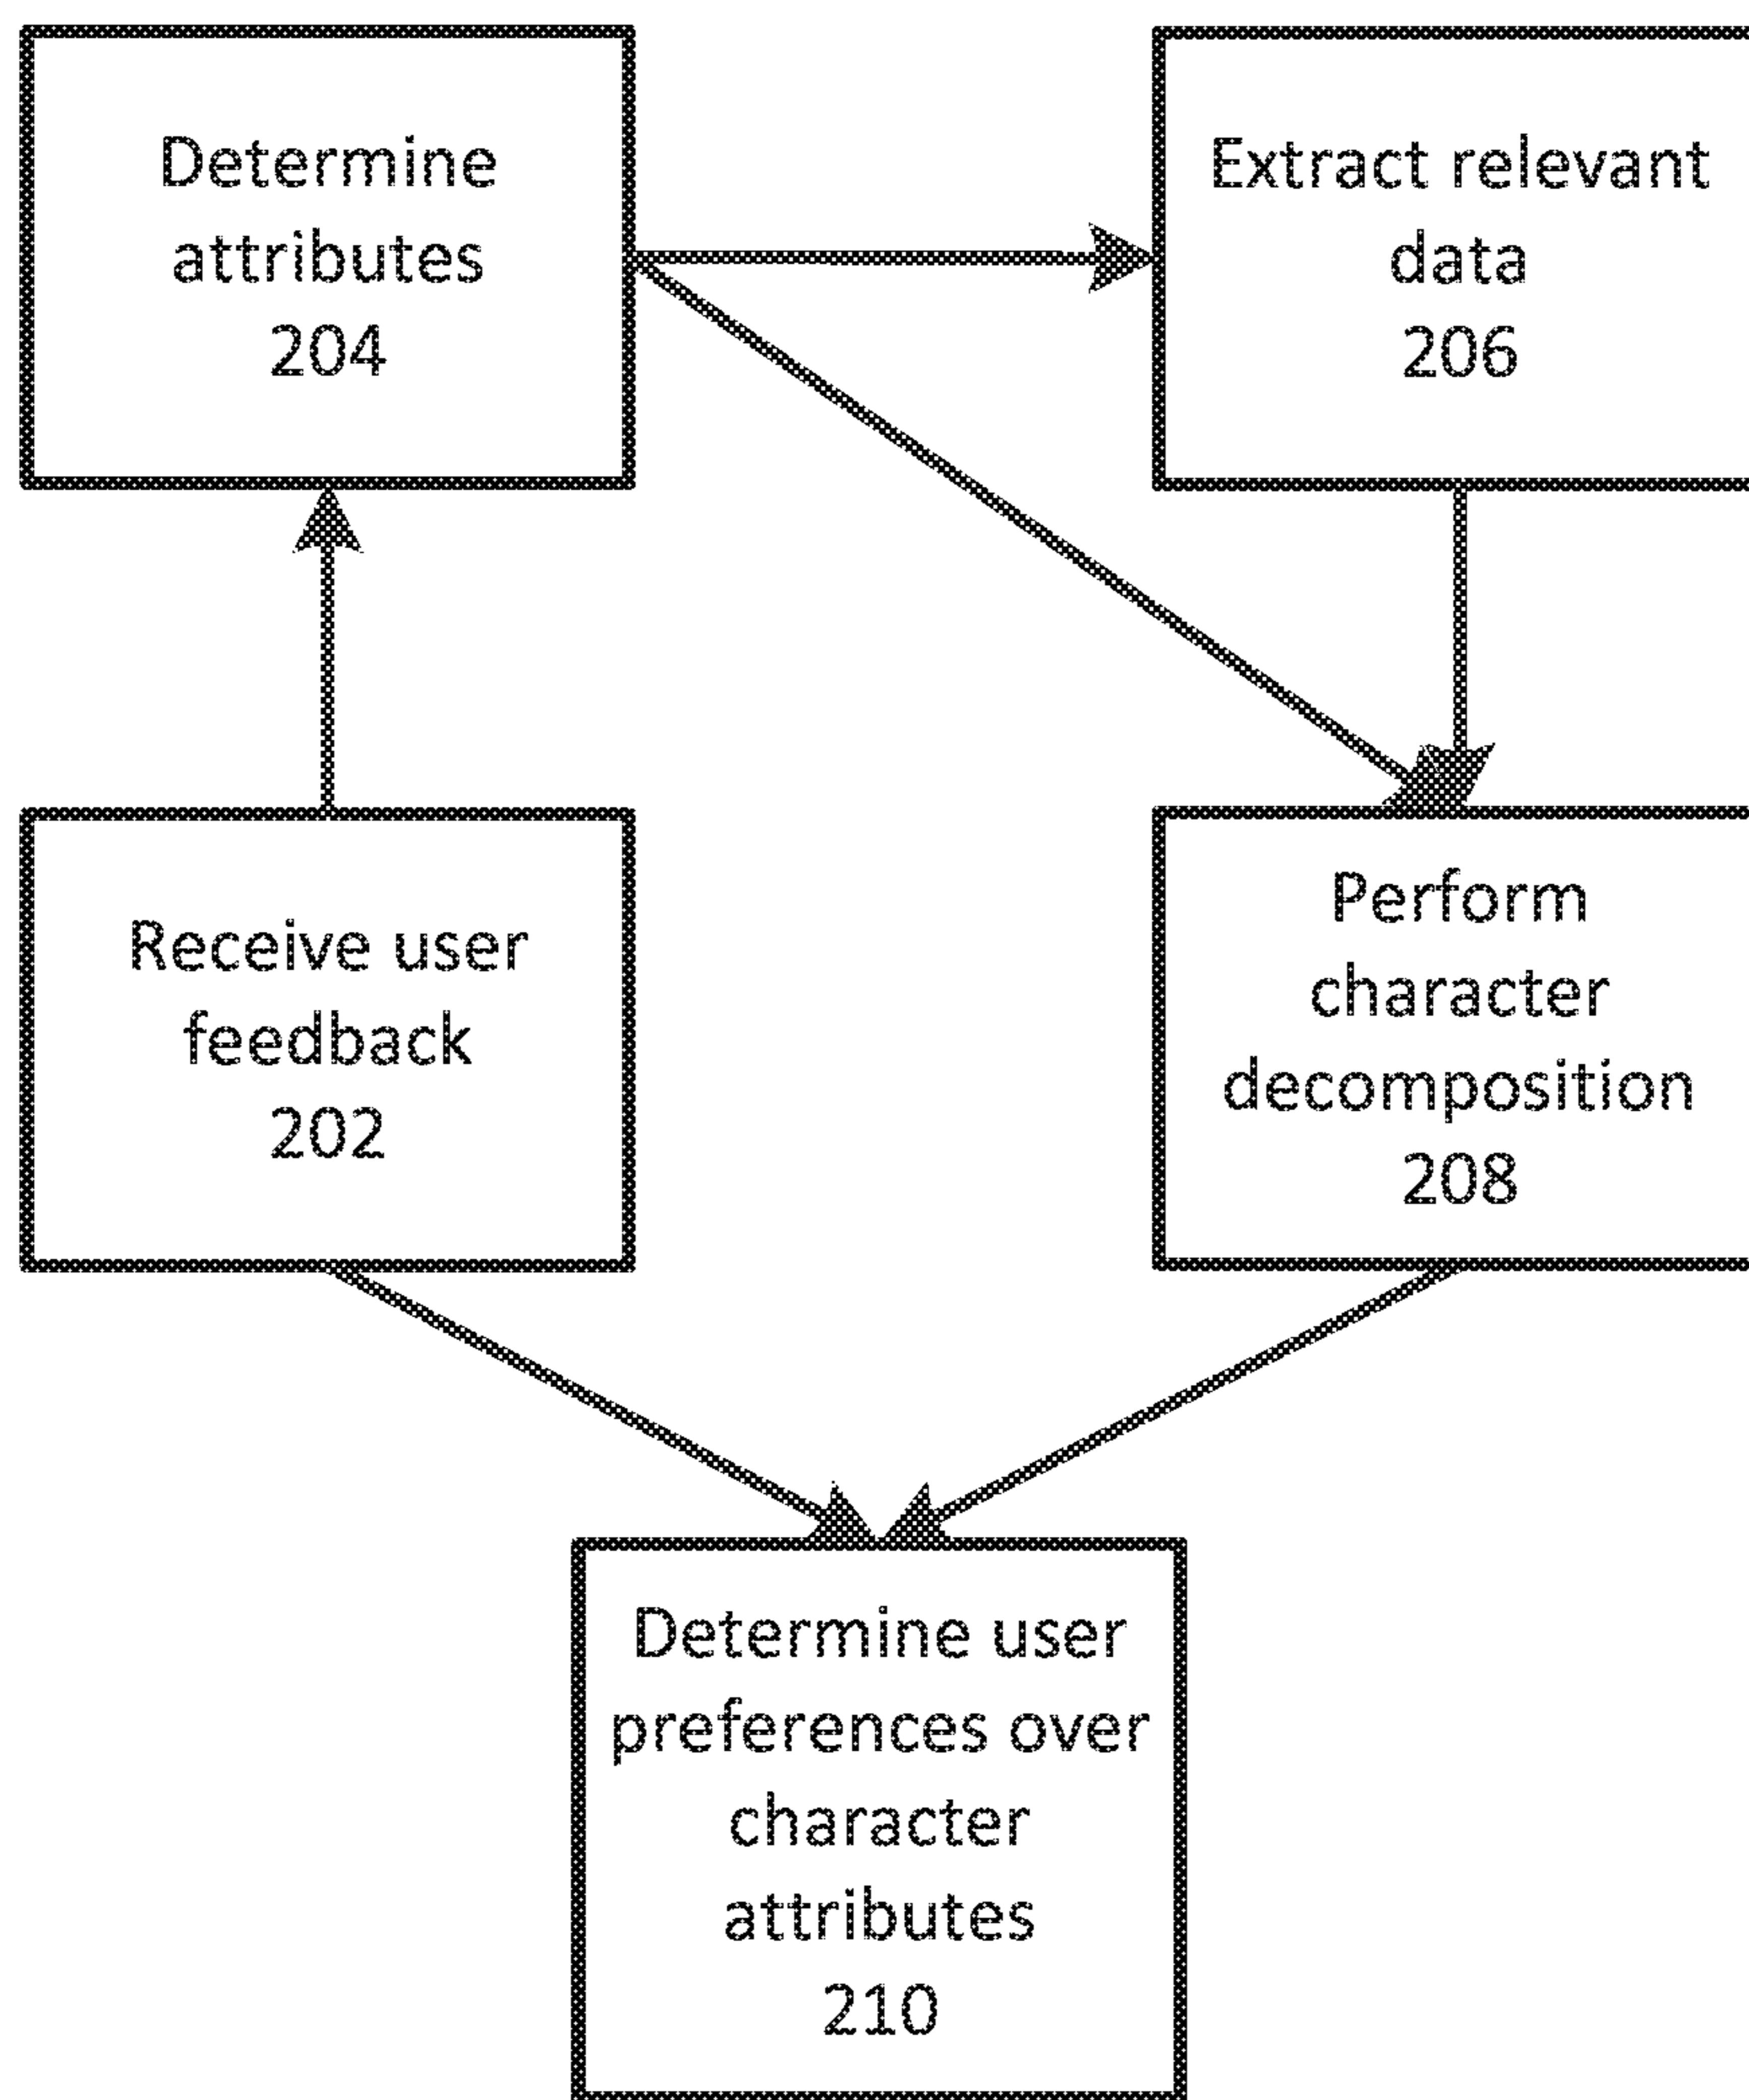 Determine
attributes
204
Extract relevant
data
206
Receive user
feedback
202
Perform
character
decomposition
208
Determine user
preferences over
character
attributes
210